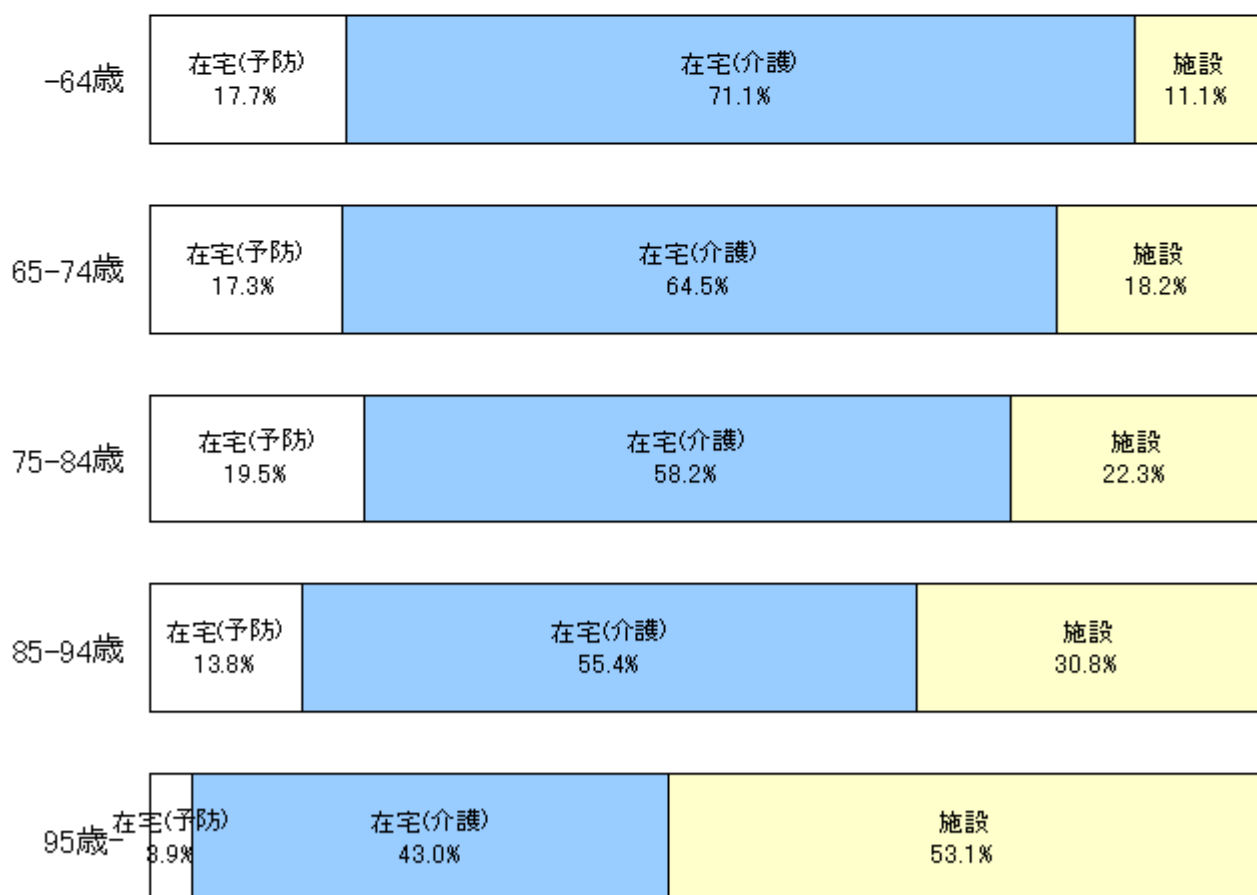 -64歳
在宅(予防)
17.7%
在宅(介護)
71.1%
施設
11.1%
65-74歳
在宅(予防)
17.3%
在宅(介護)
64.5%
施設
18.2%
75-84歳
在宅(予防)
19.5%
在宅(介護)
58.2%
施設
22.3%
85-94歳
在宅(予防)
13.8%
在宅(介護)
55.4%
施設
30.8%
95歳-
在宅(予防)
3.9%
在宅(介護)
43.0%
施設
53.1%